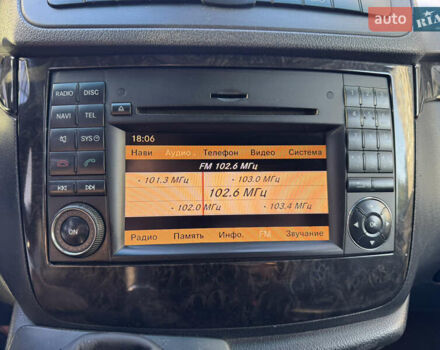 auto RIA
RADIO DISC
NAVI TEL
SYS
ON
18:06
Нави Аудио Телефон Видео Система
FM 102.6 МГц
101.3 МГц 103.0 МГц
102.6 МГц
102.0 МГц 103.4 МГц
Радио Память Инфо. FM Звучание
OK